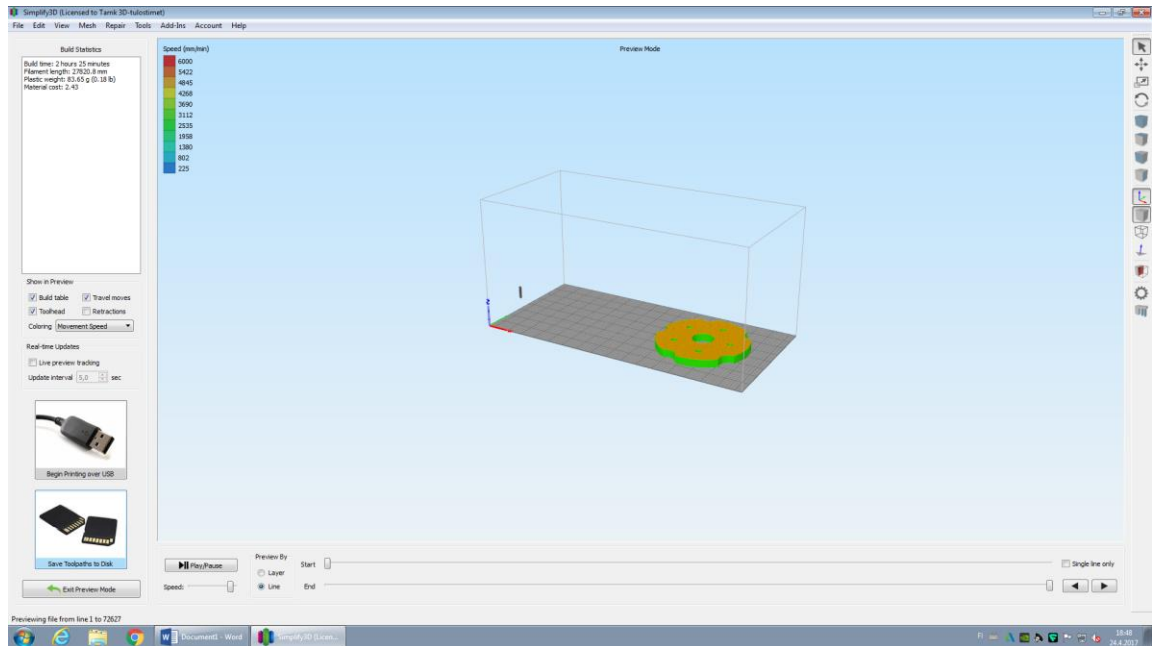 Simplify3D (Licensed to Tamk 3D-tulostimet)
File Edit View Mesh Repair Tools Add-Ins Account Help
Build Statistics
Build time: 2 hours 25 minutes
Filament length: 27820.8 mm
Plastic weight: 83.65 g (0.18 lb)
Material cost: 2.43
Speed (mm/min)
6000
5422
4845
4268
3690
3112
2535
1958
1380
802
225
Preview Mode
Show in Preview
Build table Travel moves
Toolhead Retractions
Coloring Movement Speed
Real-time Updates
Live preview tracking
Update interval 5,0 sec
Begin Printing over USB
Save Toolpaths to Disk
Exit Preview Mode
Play/Pause
Speed:
Preview By
Layer
Line
Start
End
Single line only
Previewing file from line 1 to 72627
Document1 - Word
Simplify3D (Licen...
FI
18:48
24.4.2017